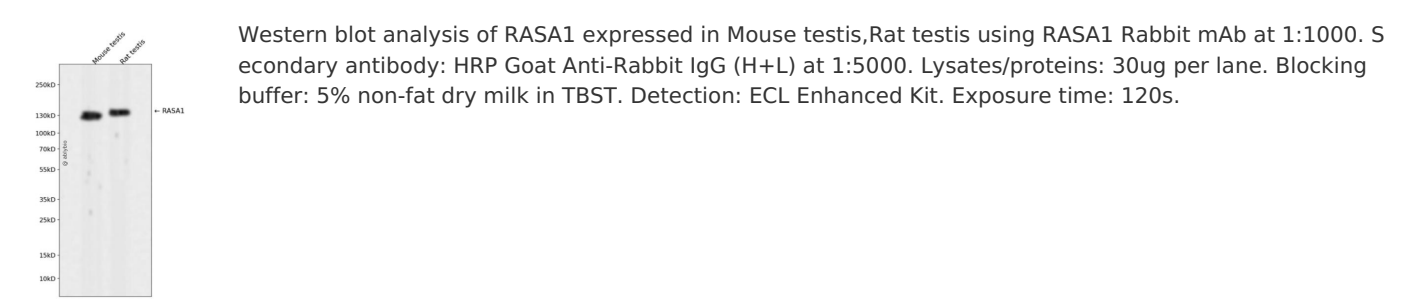 Mouse testis
Rat testis
Western blot analysis of RASA1 expressed in Mouse testis,Rat testis using RASA1 Rabbit mAb at 1:1000. S
econdary antibody: HRP Goat Anti-Rabbit IgG (H+L) at 1:5000. Lysates/proteins: 30ug per lane. Blocking
buffer: 5% non-fat dry milk in TBST. Detection: ECL Enhanced Kit. Exposure time: 120s.
250kD
130kD
← RASA1
100kD
70kD
55kD
35kD
25kD
15kD
10kD